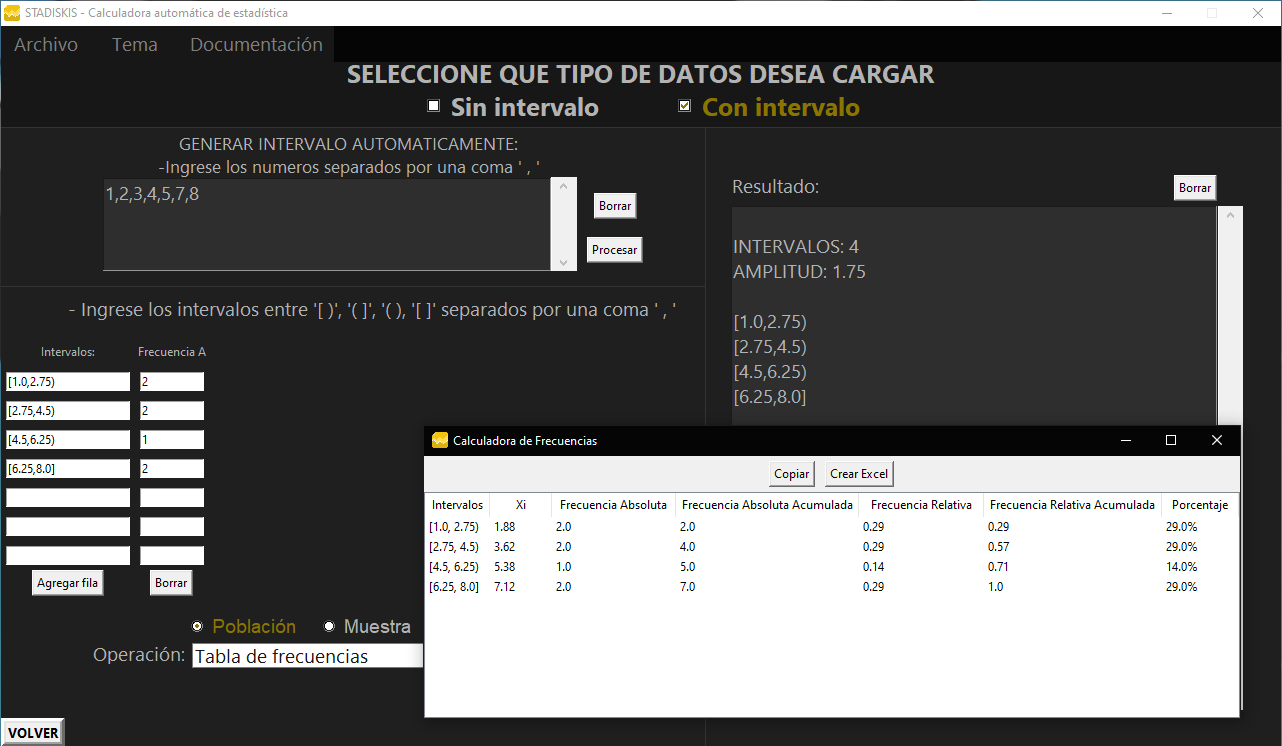 STADISKIS - Calculadora automática de estadística
Archivo Tema Documentación
SELECCIONE QUE TIPO DE DATOS DESEA CARGAR
Sin intervalo Con intervalo
GENERAR INTERVALO AUTOMATICAMENTE:
-Ingrese los numeros separados por una coma ' , '
1,2,3,4,5,7,8
Borrar
Procesar
- Ingrese los intervalos entre '[ )', '( ]', '( ), '[ ]' separados por una coma ' , '
Intervalos: Frecuencia A
[1.0,2.75) 2
[2.75,4.5) 2
[4.5,6.25) 1
[6.25,8.0] 2
Agregar fila Borrar
Población Muestra
Operación: Tabla de frecuencias
VOLVER
Resultado: Borrar
INTERVALOS: 4
AMPLITUD: 1.75
[1.0,2.75)
[2.75,4.5)
[4.5,6.25)
[6.25,8.0]
Calculadora de Frecuencias
Copiar Crear Excel
Intervalos Xi Frecuencia Absoluta Frecuencia Absoluta Acumulada Frecuencia Relativa Frecuencia Relativa Acumulada Porcentaje
[1.0, 2.75) 1.88 2.0 2.0 0.29 0.29 29.0%
[2.75, 4.5) 3.62 2.0 4.0 0.29 0.57 29.0%
[4.5, 6.25) 5.38 1.0 5.0 0.14 0.71 14.0%
[6.25, 8.0] 7.12 2.0 7.0 0.29 1.0 29.0%